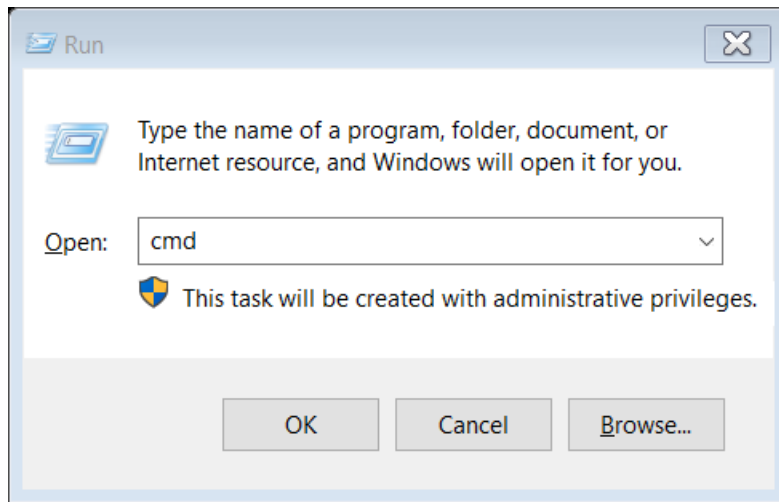 Run
Type the name of a program, folder, document, or
Internet resource, and Windows will open it for you.
Open: cmd
This task will be created with administrative privileges.
OK Cancel Browse...